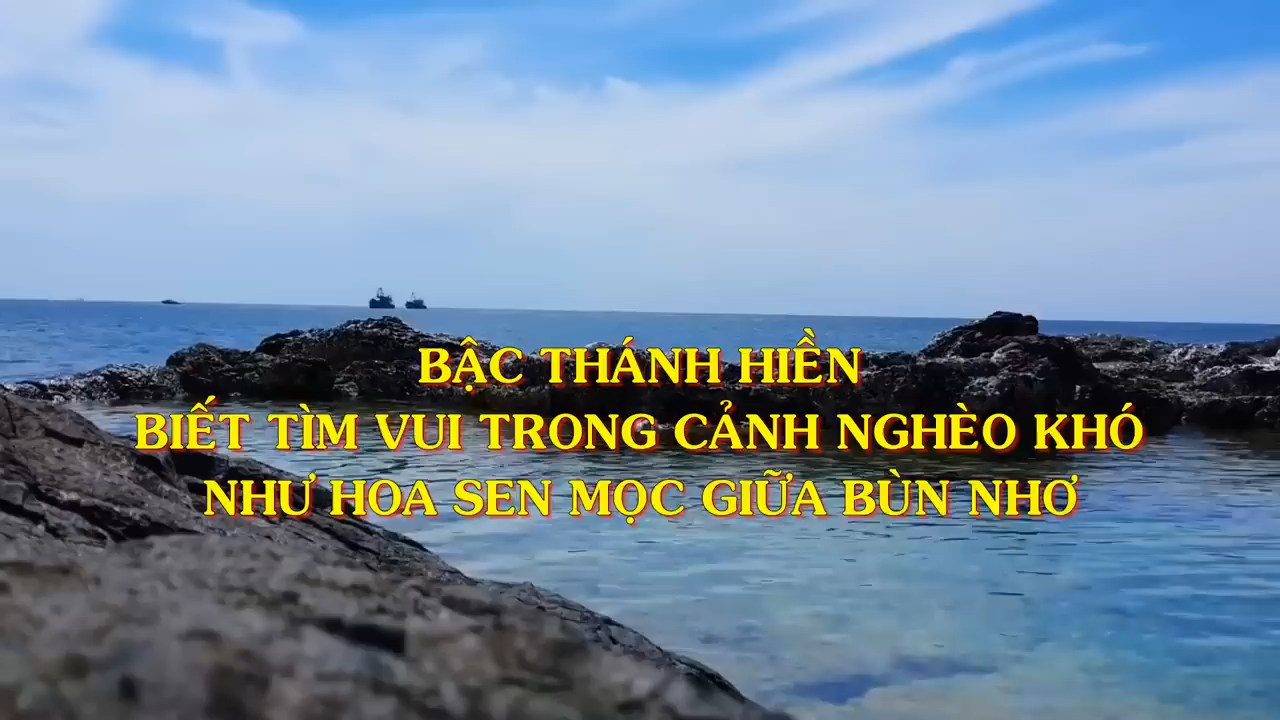 BẬC THÁNH HIỀN
BIẾT TÌM VUI TRONG CẢNH NGHÈO KHÓ
NHƯ HOA SEN MỌC GIỮA BÙN NHƠ